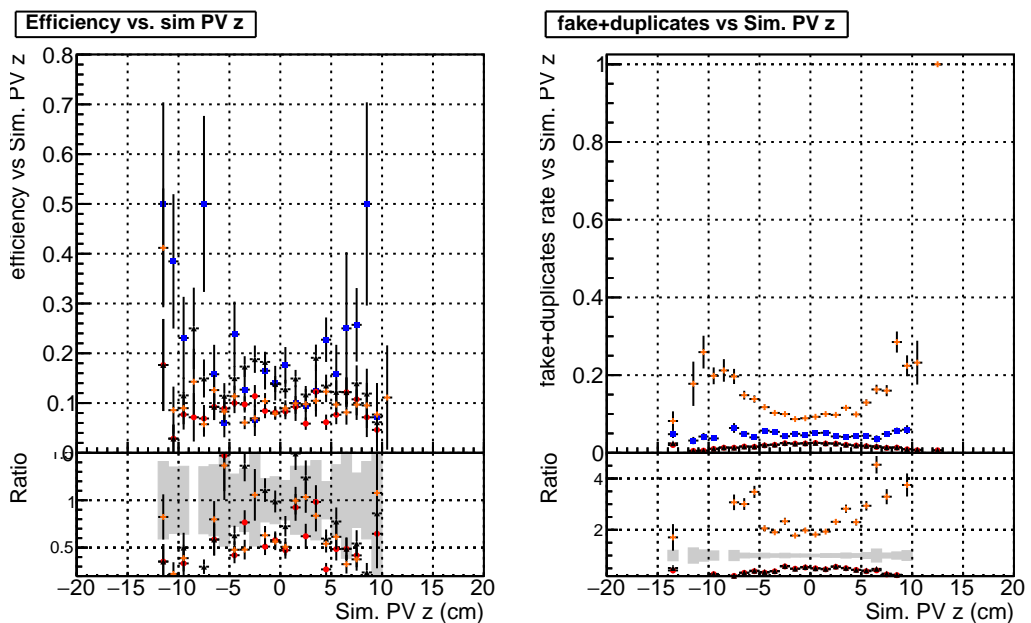 Efficiency vs. sim PV z
efficiency vs Sim. PV z
0.8
0.7
0.6
0.5
0.4
0.3
0.2
0.1
0
Ratio
1
0.5
−20 −15 −10 −5 0 5 10 15 20
Sim. PV z (cm)
fake+duplicates vs Sim. PV z
fake+duplicates rate vs Sim. PV z
1
0.8
0.6
0.4
0.2
0
Ratio
4
2
−20 −15 −10 −5 0 5 10 15 20
Sim. PV z (cm)